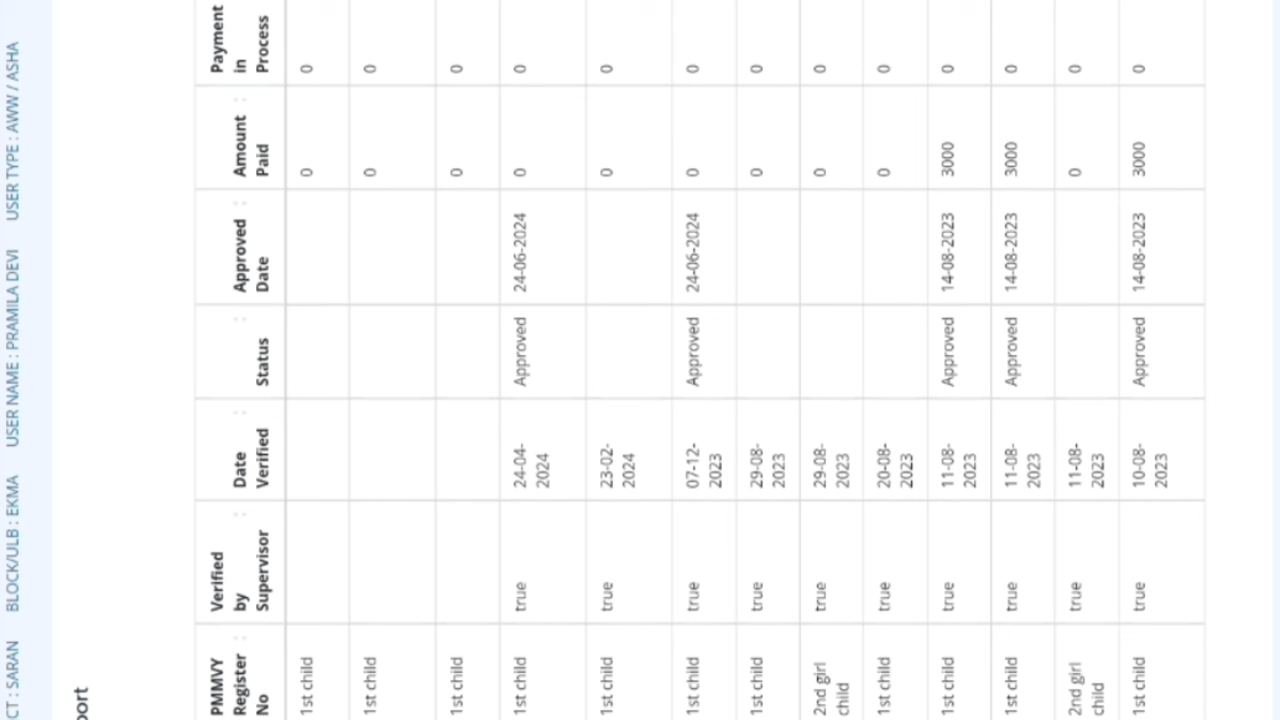 CT : SARAN BLOCK/ULB : EKMA USER NAME : PRAMILA DEVI USER TYPE : AWW / ASHA
port
PMMVY Register No Verified by Supervisor Date Verified Status Approved Date Amount Paid Payment in Process
1st child 0 0
1st child 0 0
1st child 0 0
1st child true 24-04-2024 Approved 24-06-2024 0 0
1st child true 23-02-2024 0 0
1st child true 07-12-2023 Approved 24-06-2024 0 0
1st child true 29-08-2023 0 0
2nd girl child true 29-08-2023 0 0
1st child true 20-08-2023 0 0
1st child true 11-08-2023 Approved 14-08-2023 3000 0
1st child true 11-08-2023 Approved 14-08-2023 3000 0
2nd girl child true 11-08-2023 0 0
1st child true 10-08-2023 Approved 14-08-2023 3000 0